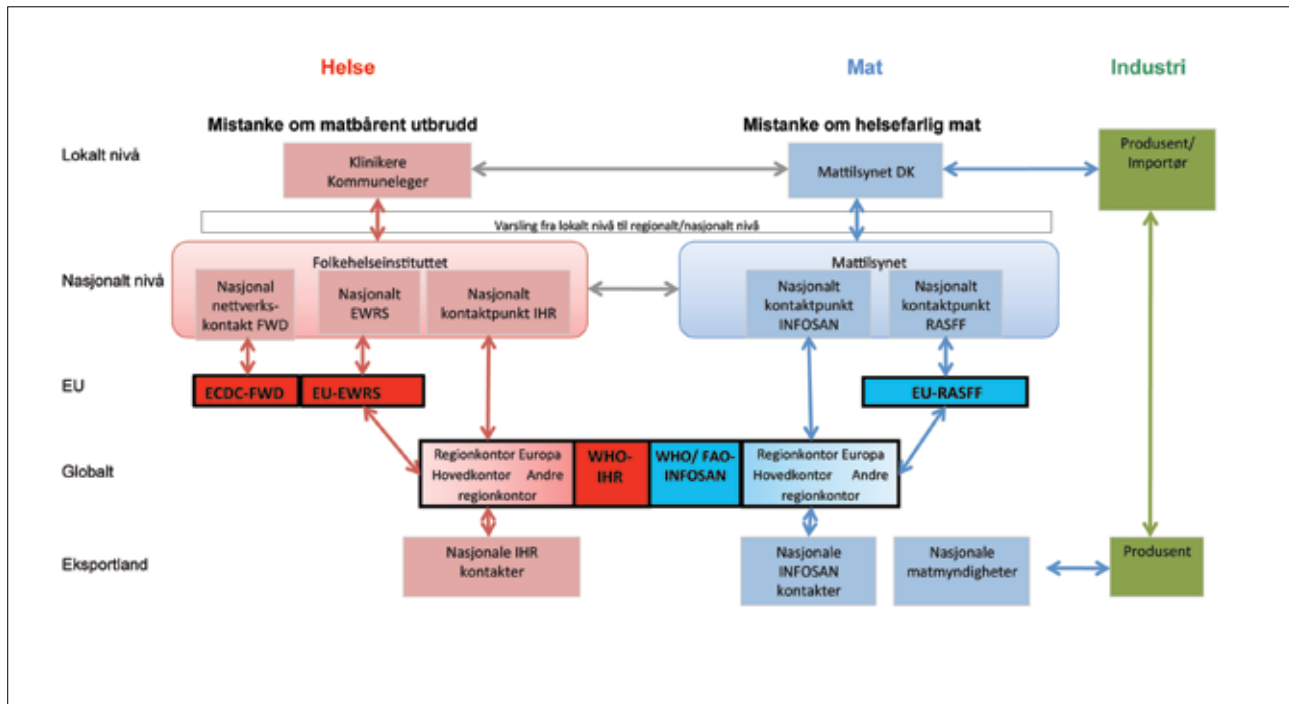 Helse
Mat
Industri
Mistanke om matbårent utbrudd
Mistanke om helsefarlig mat
Lokalt nivå
Klinikere
Kommuneleger
Mattilsynet DK
Produsent/
Importør
Varsling fra lokalt nivå til regionalt/nasjonalt nivå
Nasjonalt nivå
Folkehelseinstituttet
Nasjonal
nettverks-
kontakt FWD
Nasjonalt
EWRS
Nasjonalt
kontaktpunkt IHR
Mattilsynet
Nasjonalt
kontaktpunkt
INFOSAN
Nasjonalt
kontaktpunkt
RASFF
EU
ECDC-FWD
EU-EWRS
EU-RASFF
Globalt
Regionkontor Europa
Hovedkontor Andre
regionkontor
WHO-
IHR
WHO/ FAO-
INFOSAN
Regionkontor Europa
Hovedkontor Andre
regionkontor
Eksportland
Nasjonale IHR
kontakter
Nasjonale
INFOSAN
kontakter
Nasjonale
matmyndigheter
Produsent